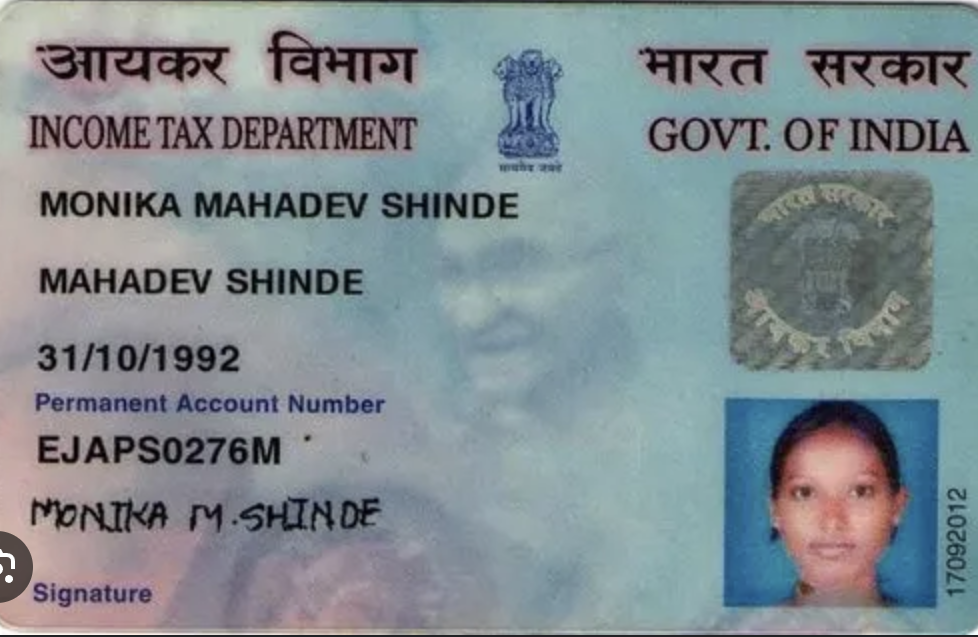 आयकर विभाग
भारत सरकार
INCOME TAX DEPARTMENT
GOVT. OF INDIA
सत्यमेव जयते
MONIKA MAHADEV SHINDE
भारत सरकार
आयकर विभाग
MAHADEV SHINDE
31/10/1992
Permanent Account Number
EJAPS0276M
MONIKA M.SHINDE
Signature
17092012